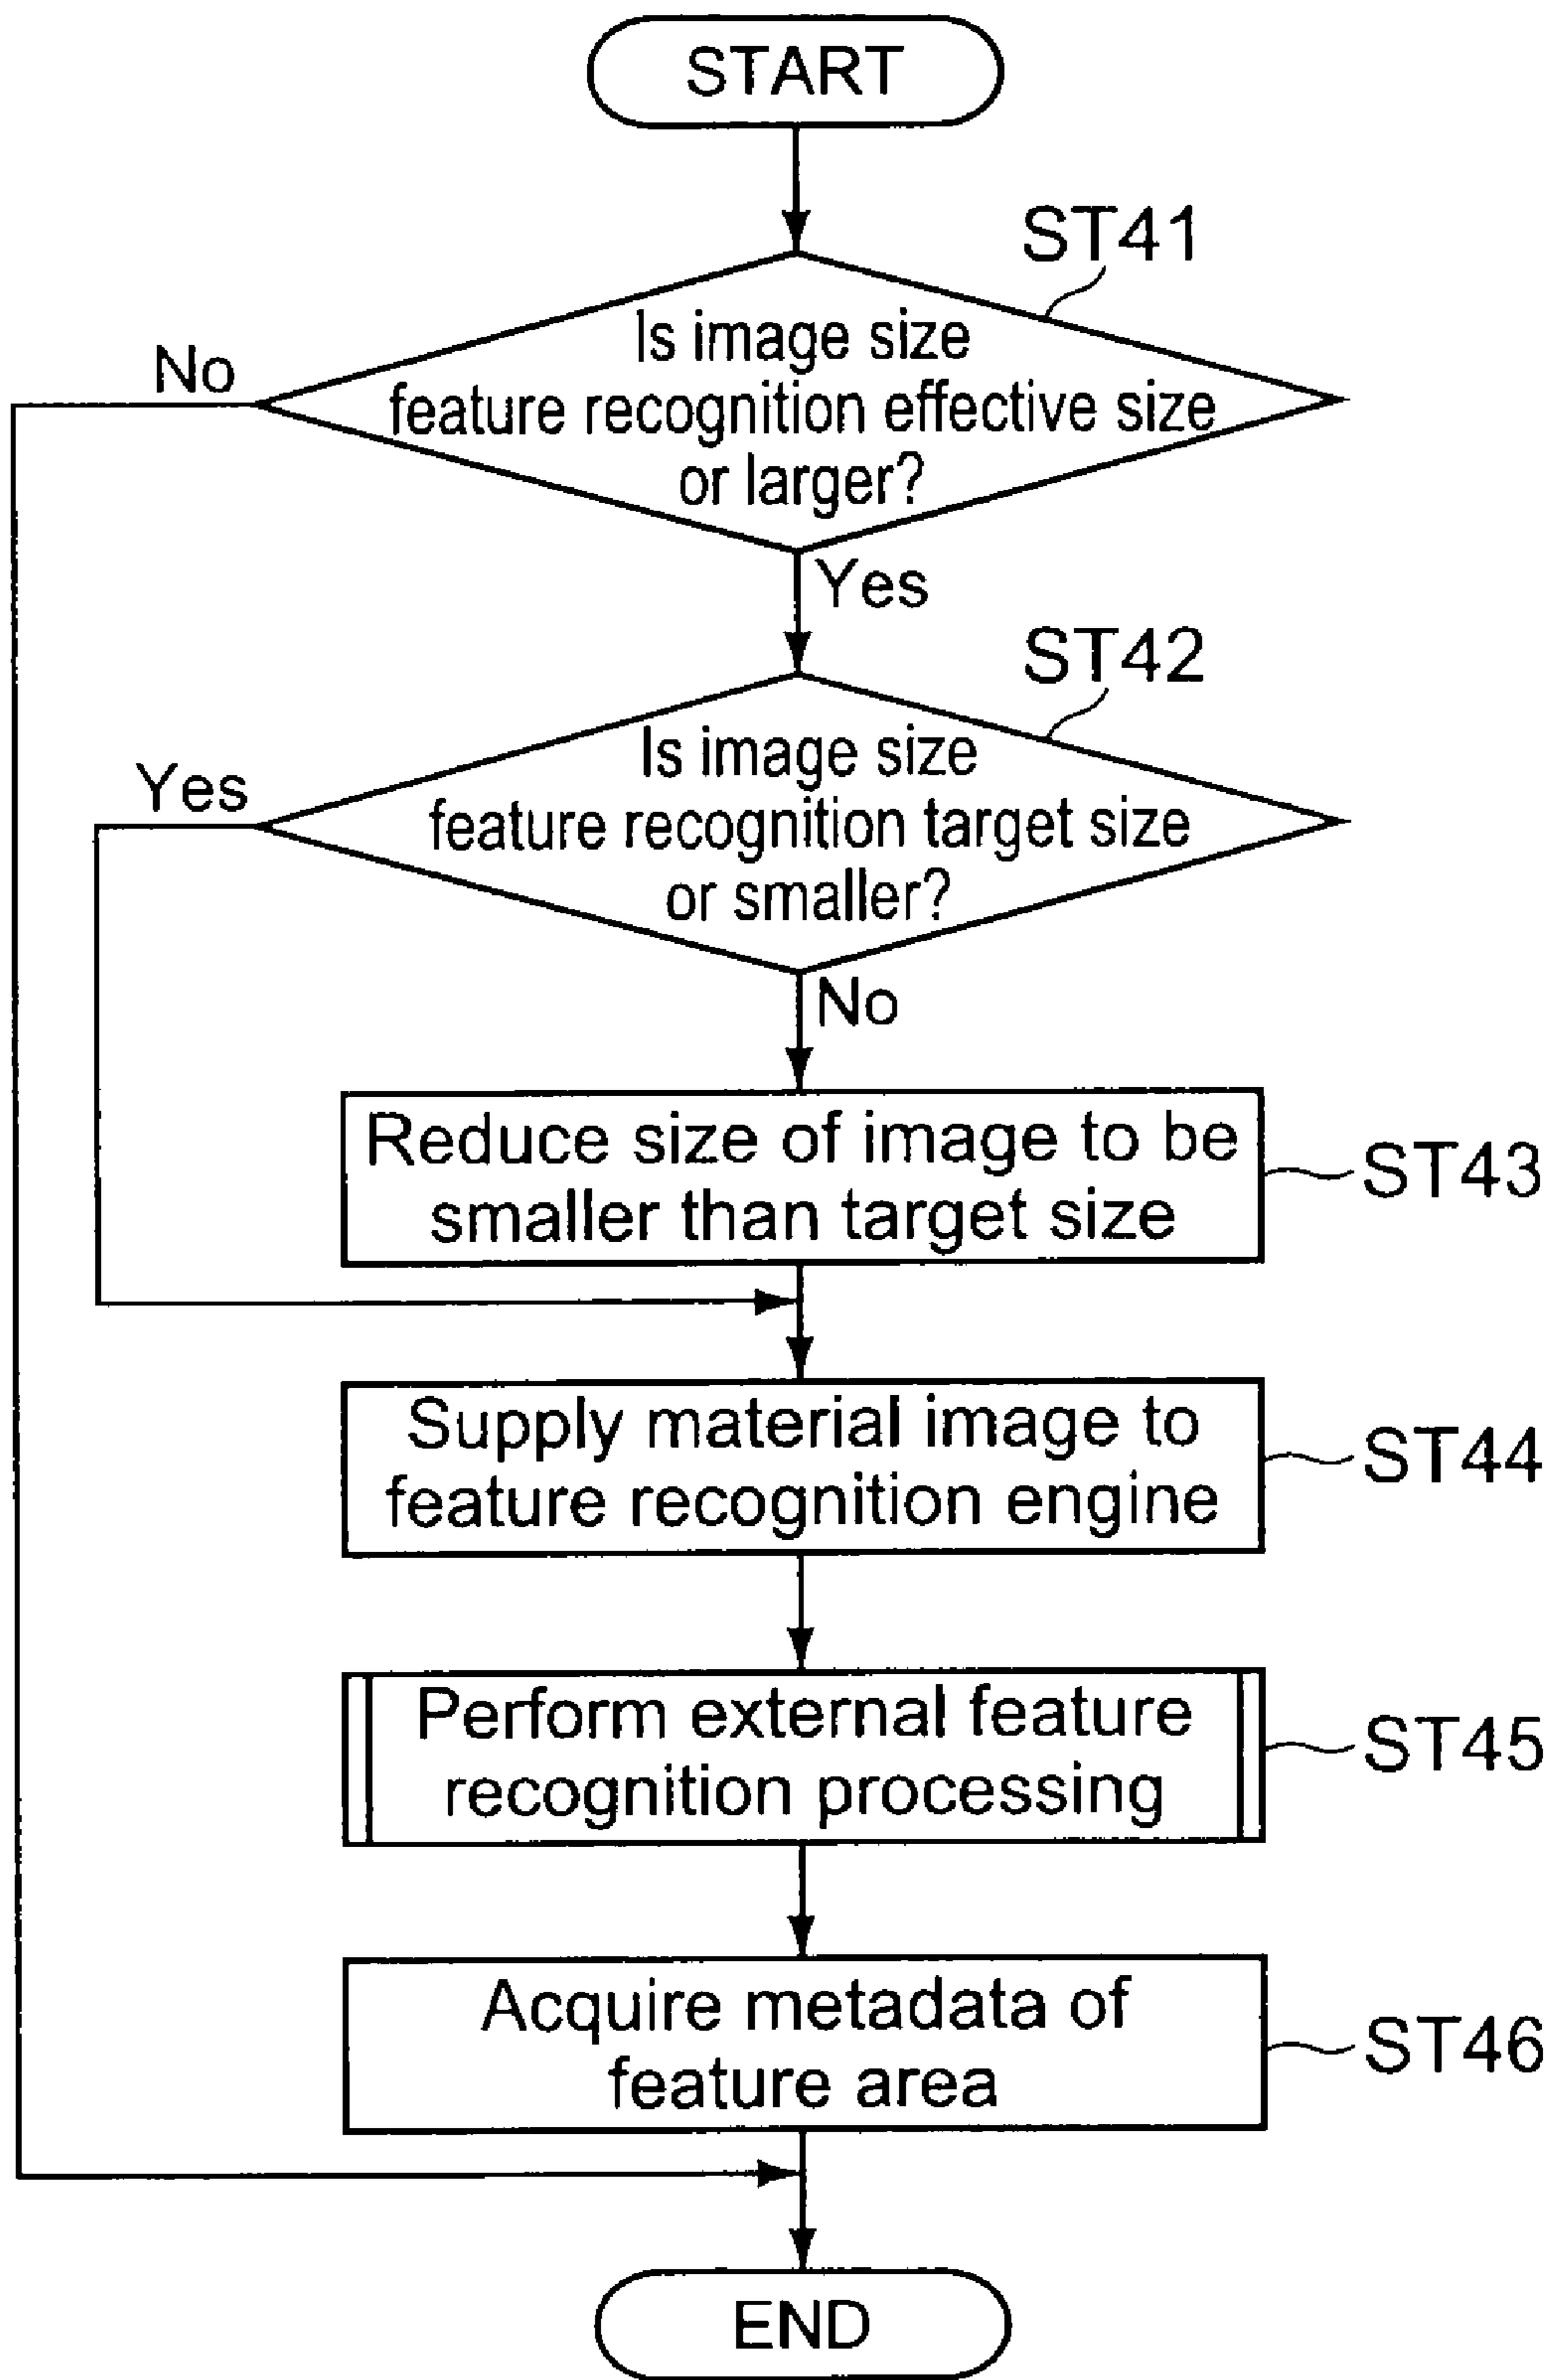 START
ST41
Is image size
feature recognition effective size
or larger?
No
Yes
ST42
Is image size
feature recognition target size
or smaller?
Yes
No
Reduce size of image to be
smaller than target size
ST43
Supply material image to
feature recognition engine
ST44
Perform external feature
recognition processing
ST45
Acquire metadata of
feature area
ST46
END